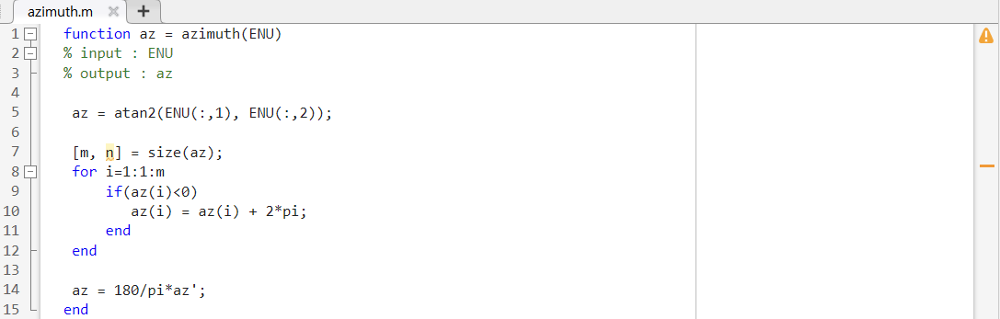 azimuth.m
1 function az = azimuth(ENU)
2 % input : ENU
3 % output : az
4
5 az = atan2(ENU(:,1), ENU(:,2));
6
7 [m, n] = size(az);
8 for i=1:1:m
9 if(az(i)<0)
10 az(i) = az(i) + 2*pi;
11 end
12 end
13
14 az = 180/pi*az';
15 end